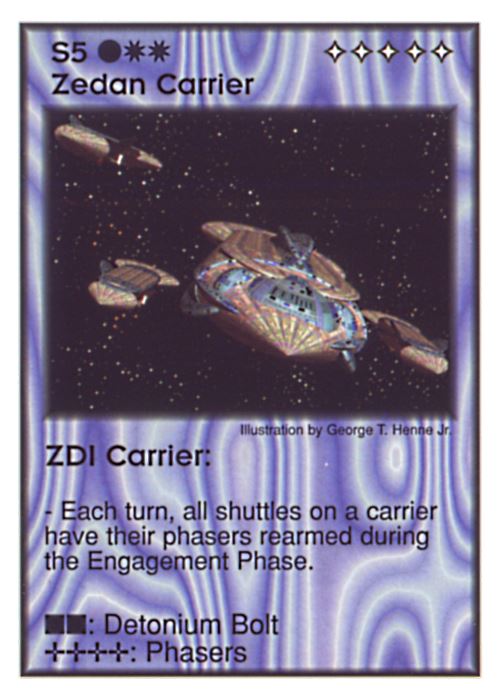 S5 ●✷✷ ✧✧✧✧✧
Zedan Carrier
Illustration by George T. Henne Jr.
ZDI Carrier:
- Each turn, all shuttles on a carrier
have their phasers rearmed during
the Engagement Phase.
■■: Detonium Bolt
✢✢✢✢: Phasers